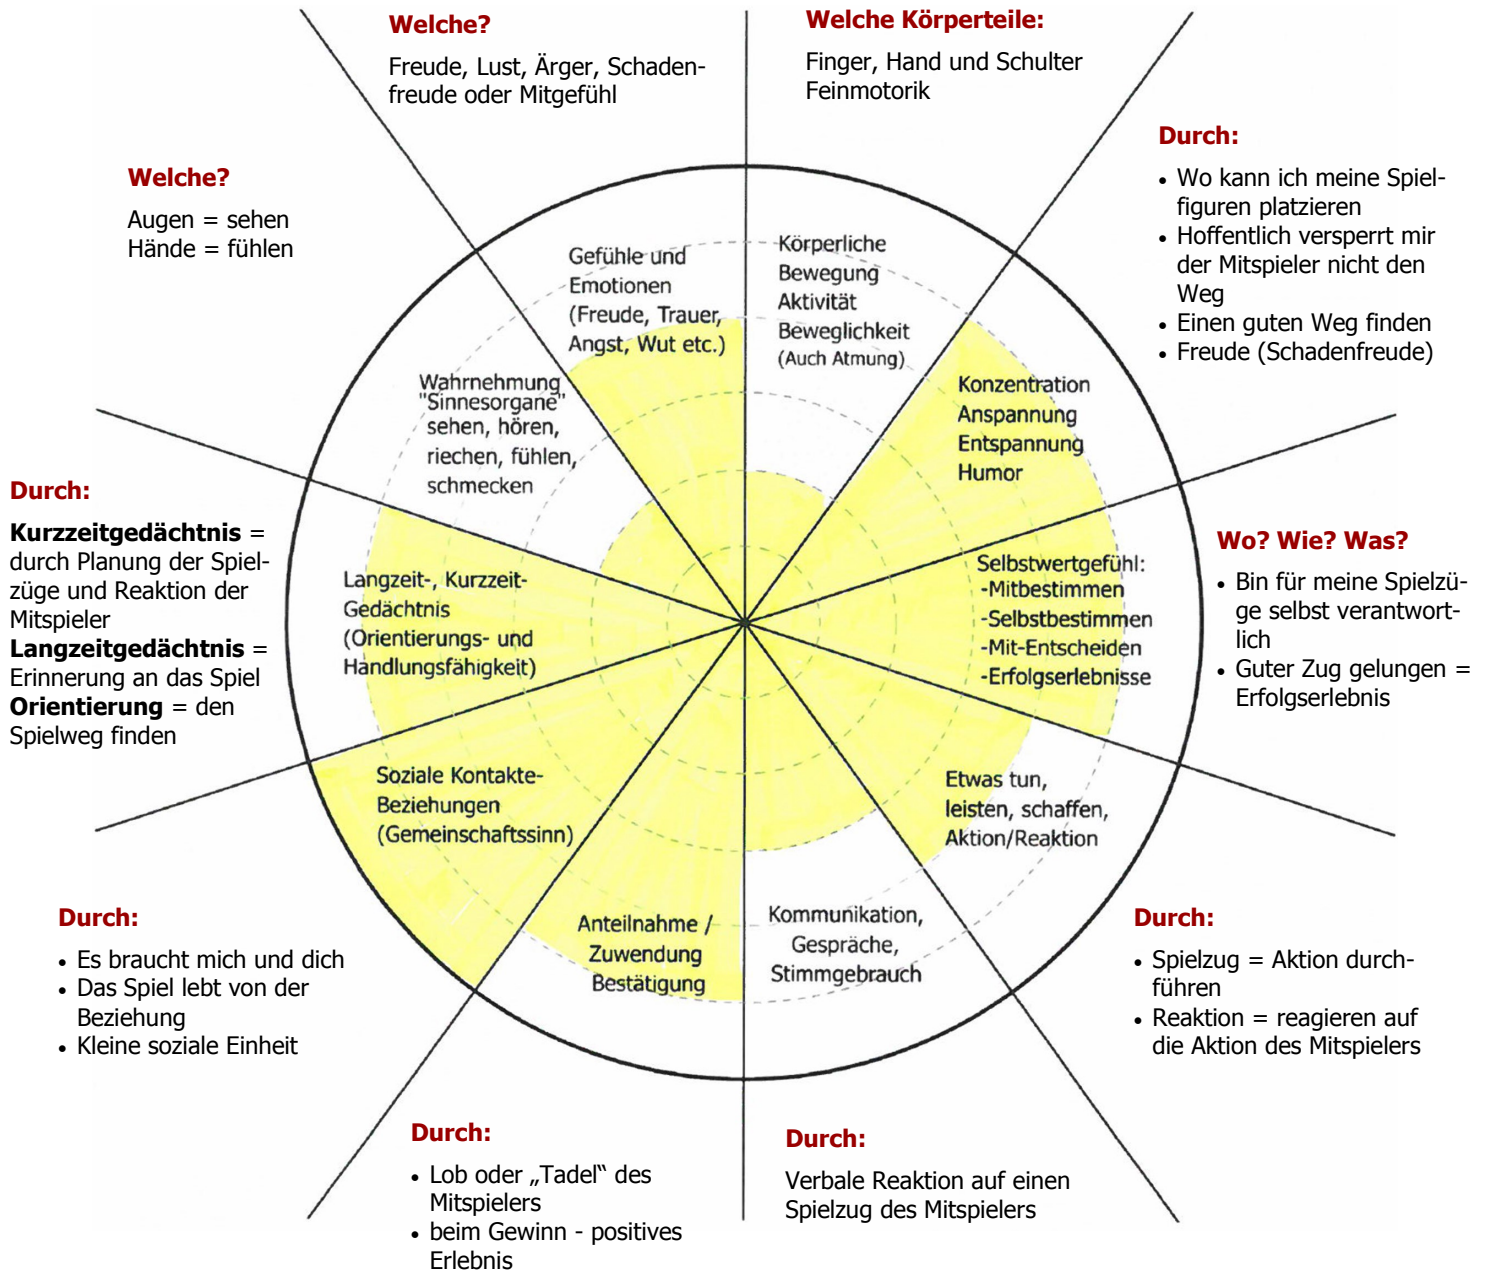 Welche?
Freude, Lust, Ärger, Schaden-
freude oder Mitgefühl
Welche Körperteile:
Finger, Hand und Schulter
Feinmotorik
Durch:
• Wo kann ich meine Spiel-
figuren platzieren
• Hoffentlich versperrt mir
der Mitspieler nicht den
Weg
• Einen guten Weg finden
• Freude (Schadenfreude)
Welche?
Augen = sehen
Hände = fühlen
Gefühle und
Emotionen
(Freude, Trauer,
Angst, Wut etc.)
Körperliche
Bewegung
Aktivität
Beweglichkeit
(Auch Atmung)
Wahrnehmung
"Sinnesorgane"
sehen, hören,
riechen, fühlen,
schmecken
Konzentration
Anspannung
Entspannung
Humor
Durch:
Kurzzeitgedächtnis =
durch Planung der Spiel-
züge und Reaktion der
Mitspieler
Langzeitgedächtnis =
Erinnerung an das Spiel
Orientierung = den
Spielweg finden
Langzeit-, Kurzzeit-
Gedächtnis
(Orientierungs- und
Handlungsfähigkeit)
Selbstwertgefühl:
-Mitbestimmen
-Selbstbestimmen
-Mit-Entscheiden
-Erfolgserlebnisse
Wo? Wie? Was?
• Bin für meine Spielzü-
ge selbst verantwort-
lich
• Guter Zug gelungen =
Erfolgserlebnis
Soziale Kontakte-
Beziehungen
(Gemeinschaftssinn)
Etwas tun,
leisten, schaffen,
Aktion/Reaktion
Anteilnahme /
Zuwendung
Bestätigung
Kommunikation,
Gespräche,
Stimmgebrauch
Durch:
• Es braucht mich und dich
• Das Spiel lebt von der
Beziehung
• Kleine soziale Einheit
Durch:
• Spielzug = Aktion durch-
führen
• Reaktion = reagieren auf
die Aktion des Mitspielers
Durch:
• Lob oder „Tadel“ des
Mitspielers
• beim Gewinn - positives
Erlebnis
Durch:
Verbale Reaktion auf einen
Spielzug des Mitspielers